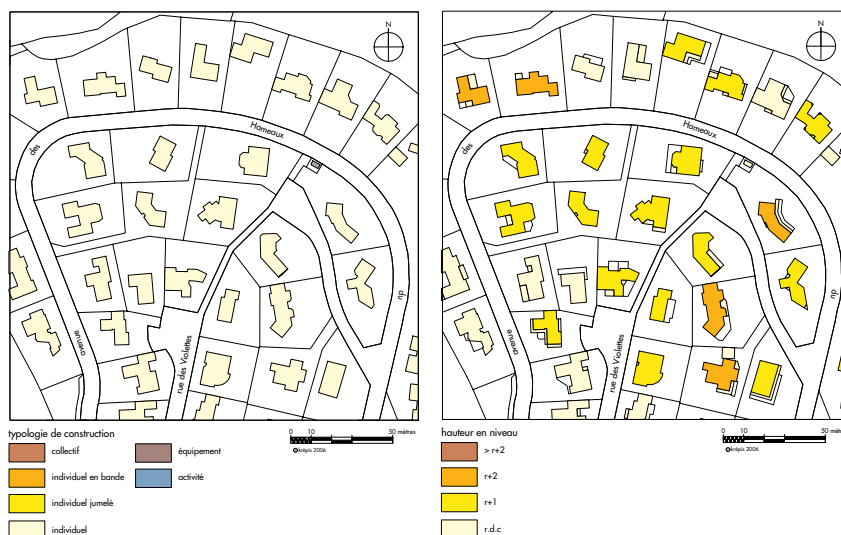 N
Hameaux
des
avenue
du
rue des Violettes
typologie de construction
collectif
individuel en bande
individuel jumelé
individuel
équipement
activité
0 10 50 mètres
©krépis 2006
N
Hameaux
des
avenue
du
rue des Violettes
hauteur en niveau
> r+2
r+2
r+1
r.d.c
0 10 50 mètres
©krépis 2006